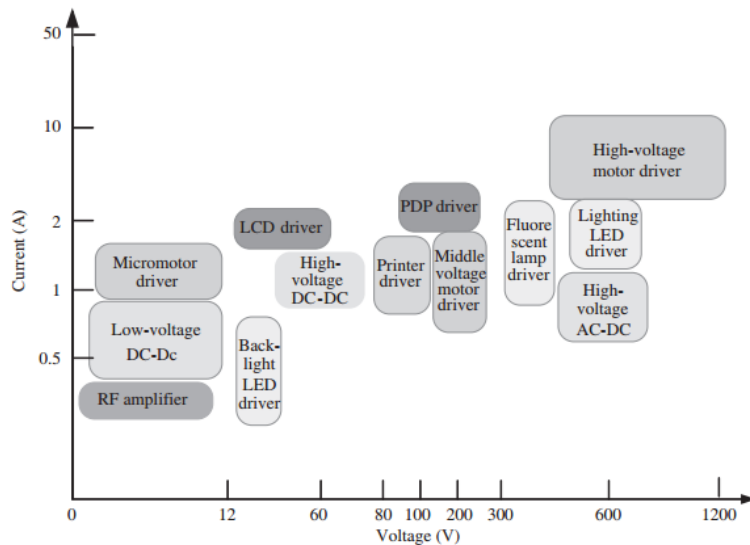 50
10
2
1
0.5
Current (A)
High-voltage
motor driver
PDP driver
LCD driver
Fluore
scent
lamp
driver
Lighting
LED
driver
Micromotor
driver
High-
voltage
DC-DC
Printer
driver
Middle
voltage
motor
driver
High-
voltage
AC-DC
Low-voltage
DC-Dc
Back-
light
LED
driver
RF amplifier
0 12 60 80 100 200 300 600 1200
Voltage (V)